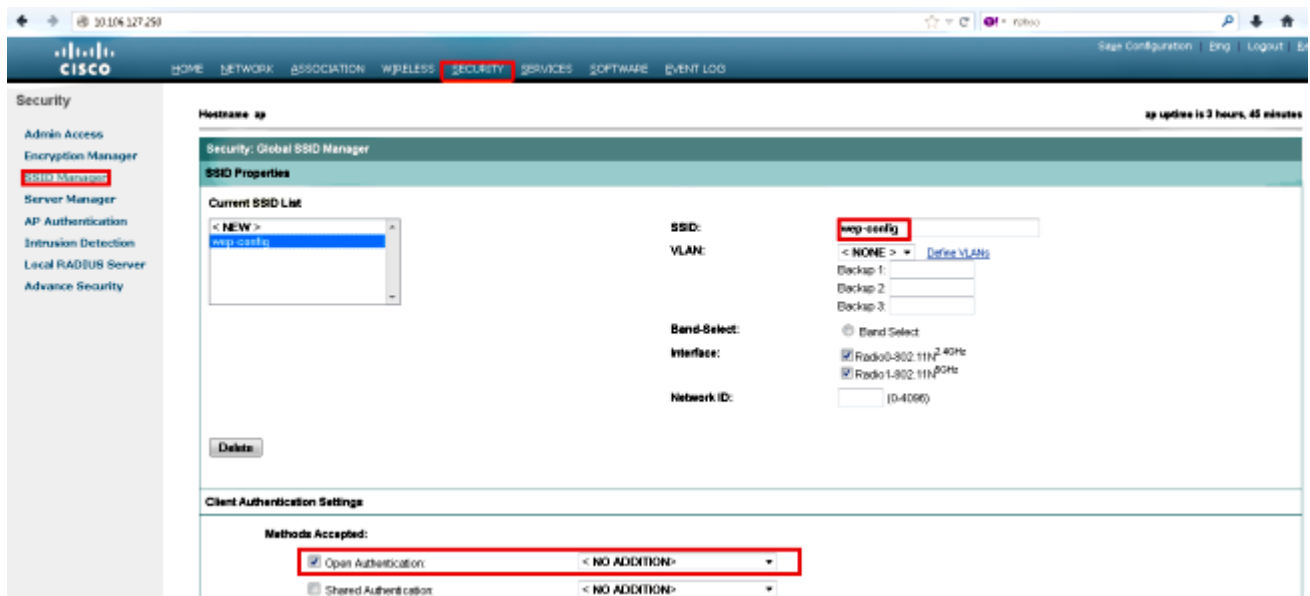 10.106.127.250
Sage Configuration | Ping | Logout |
CISCO
HOME NETWORK ASSOCIATION WIRELESS SECURITY SERVICES SOFTWARE EVENT LOG
Security
Admin Access
Encryption Manager
SSID Manager
Server Manager
AP Authentication
Intrusion Detection
Local RADIUS Server
Advance Security
Hostname ap
ap uptime is 3 hours, 45 minutes
Security: Global SSID Manager
SSID Properties
Current SSID List
< NEW >
wep-config
SSID: wep-config
VLAN: < NONE > Define VLANs
Backup 1:
Backup 2:
Backup 3:
Band-Select: Band Select
Interface: Radio0-802.11N 2.4GHz
Radio1-802.11N 5GHz
Network ID: (0-4096)
Delete
Client Authentication Settings
Methods Accepted:
Open Authentication: < NO ADDITION>
Shared Authentication: < NO ADDITION>